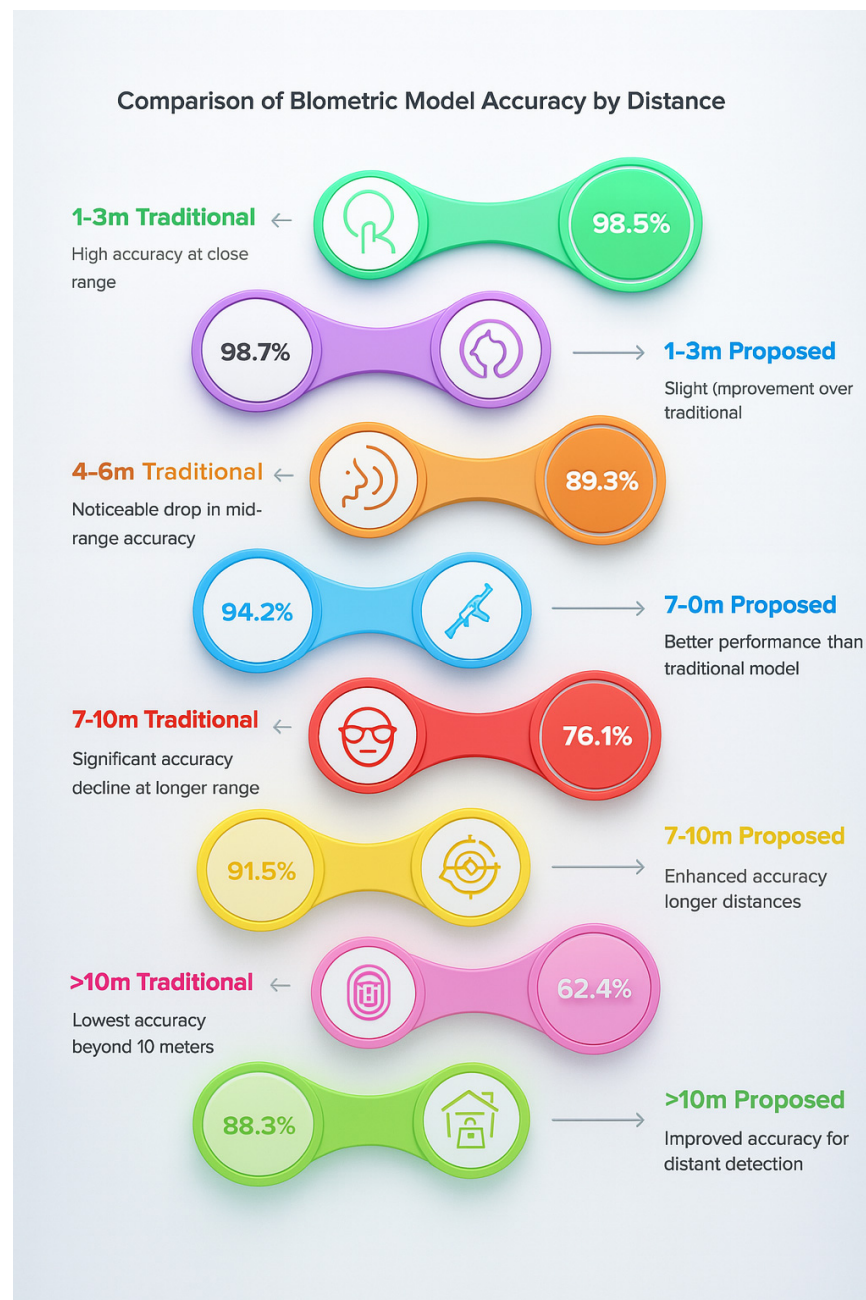 Comparison of BIometric Model Accuracy by Distance
1-3m Traditional
High accuracy at close
range
98.5%
98.7%
1-3m Proposed
Slight (mprovement over
traditional
4-6m Traditional
Noticeable drop in mid-
range accuracy
89.3%
94.2%
7-0m Proposed
Better performance than
traditional model
7-10m Traditional
Significant accuracy
decline at longer range
76.1%
91.5%
7-10m Proposed
Enhanced accuracy
longer distances
>10m Traditional
Lowest accuracy
beyond 10 meters
62.4%
88.3%
>10m Proposed
Improved accuracy for
distant detection